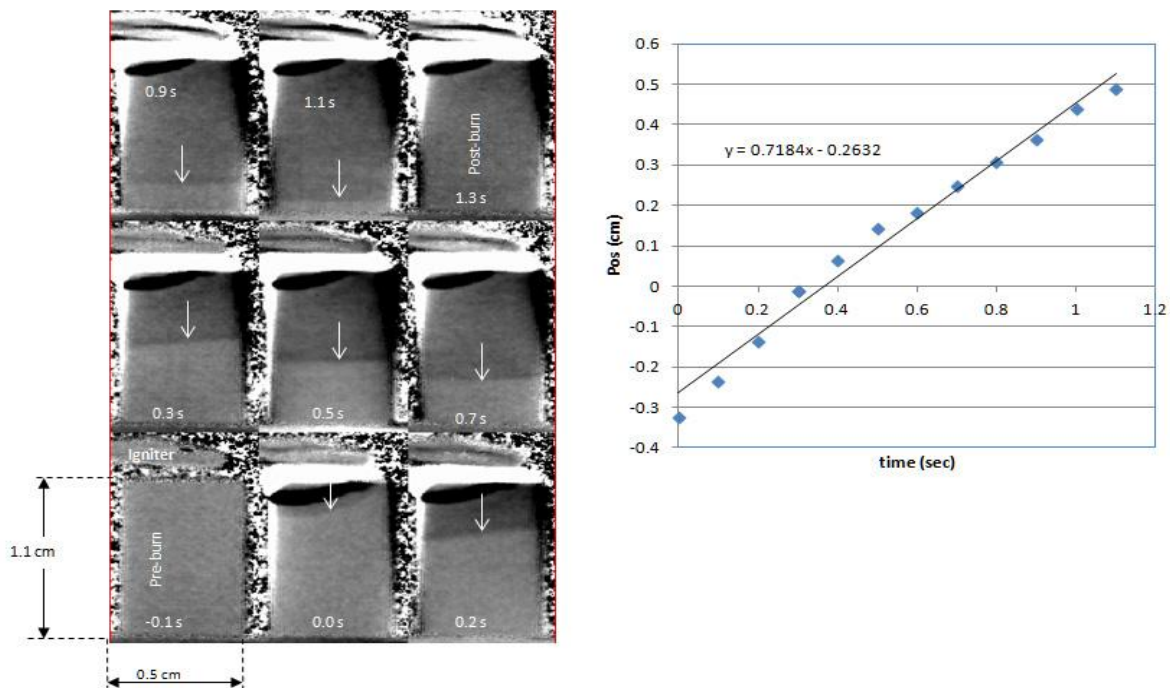 0.9 s
1.1 s
Post-burn
1.3 s
0.3 s
0.5 s
0.7 s
Igniter
Pre-burn
-0.1 s
0.0 s
0.2 s
1.1 cm
0.5 cm
0.6
0.5
0.4
0.3
0.2
0.1
0
-0.1
-0.2
-0.3
-0.4
Pos (cm)
y = 0.7184x - 0.2632
0 0.2 0.4 0.6 0.8 1 1.2
time (sec)